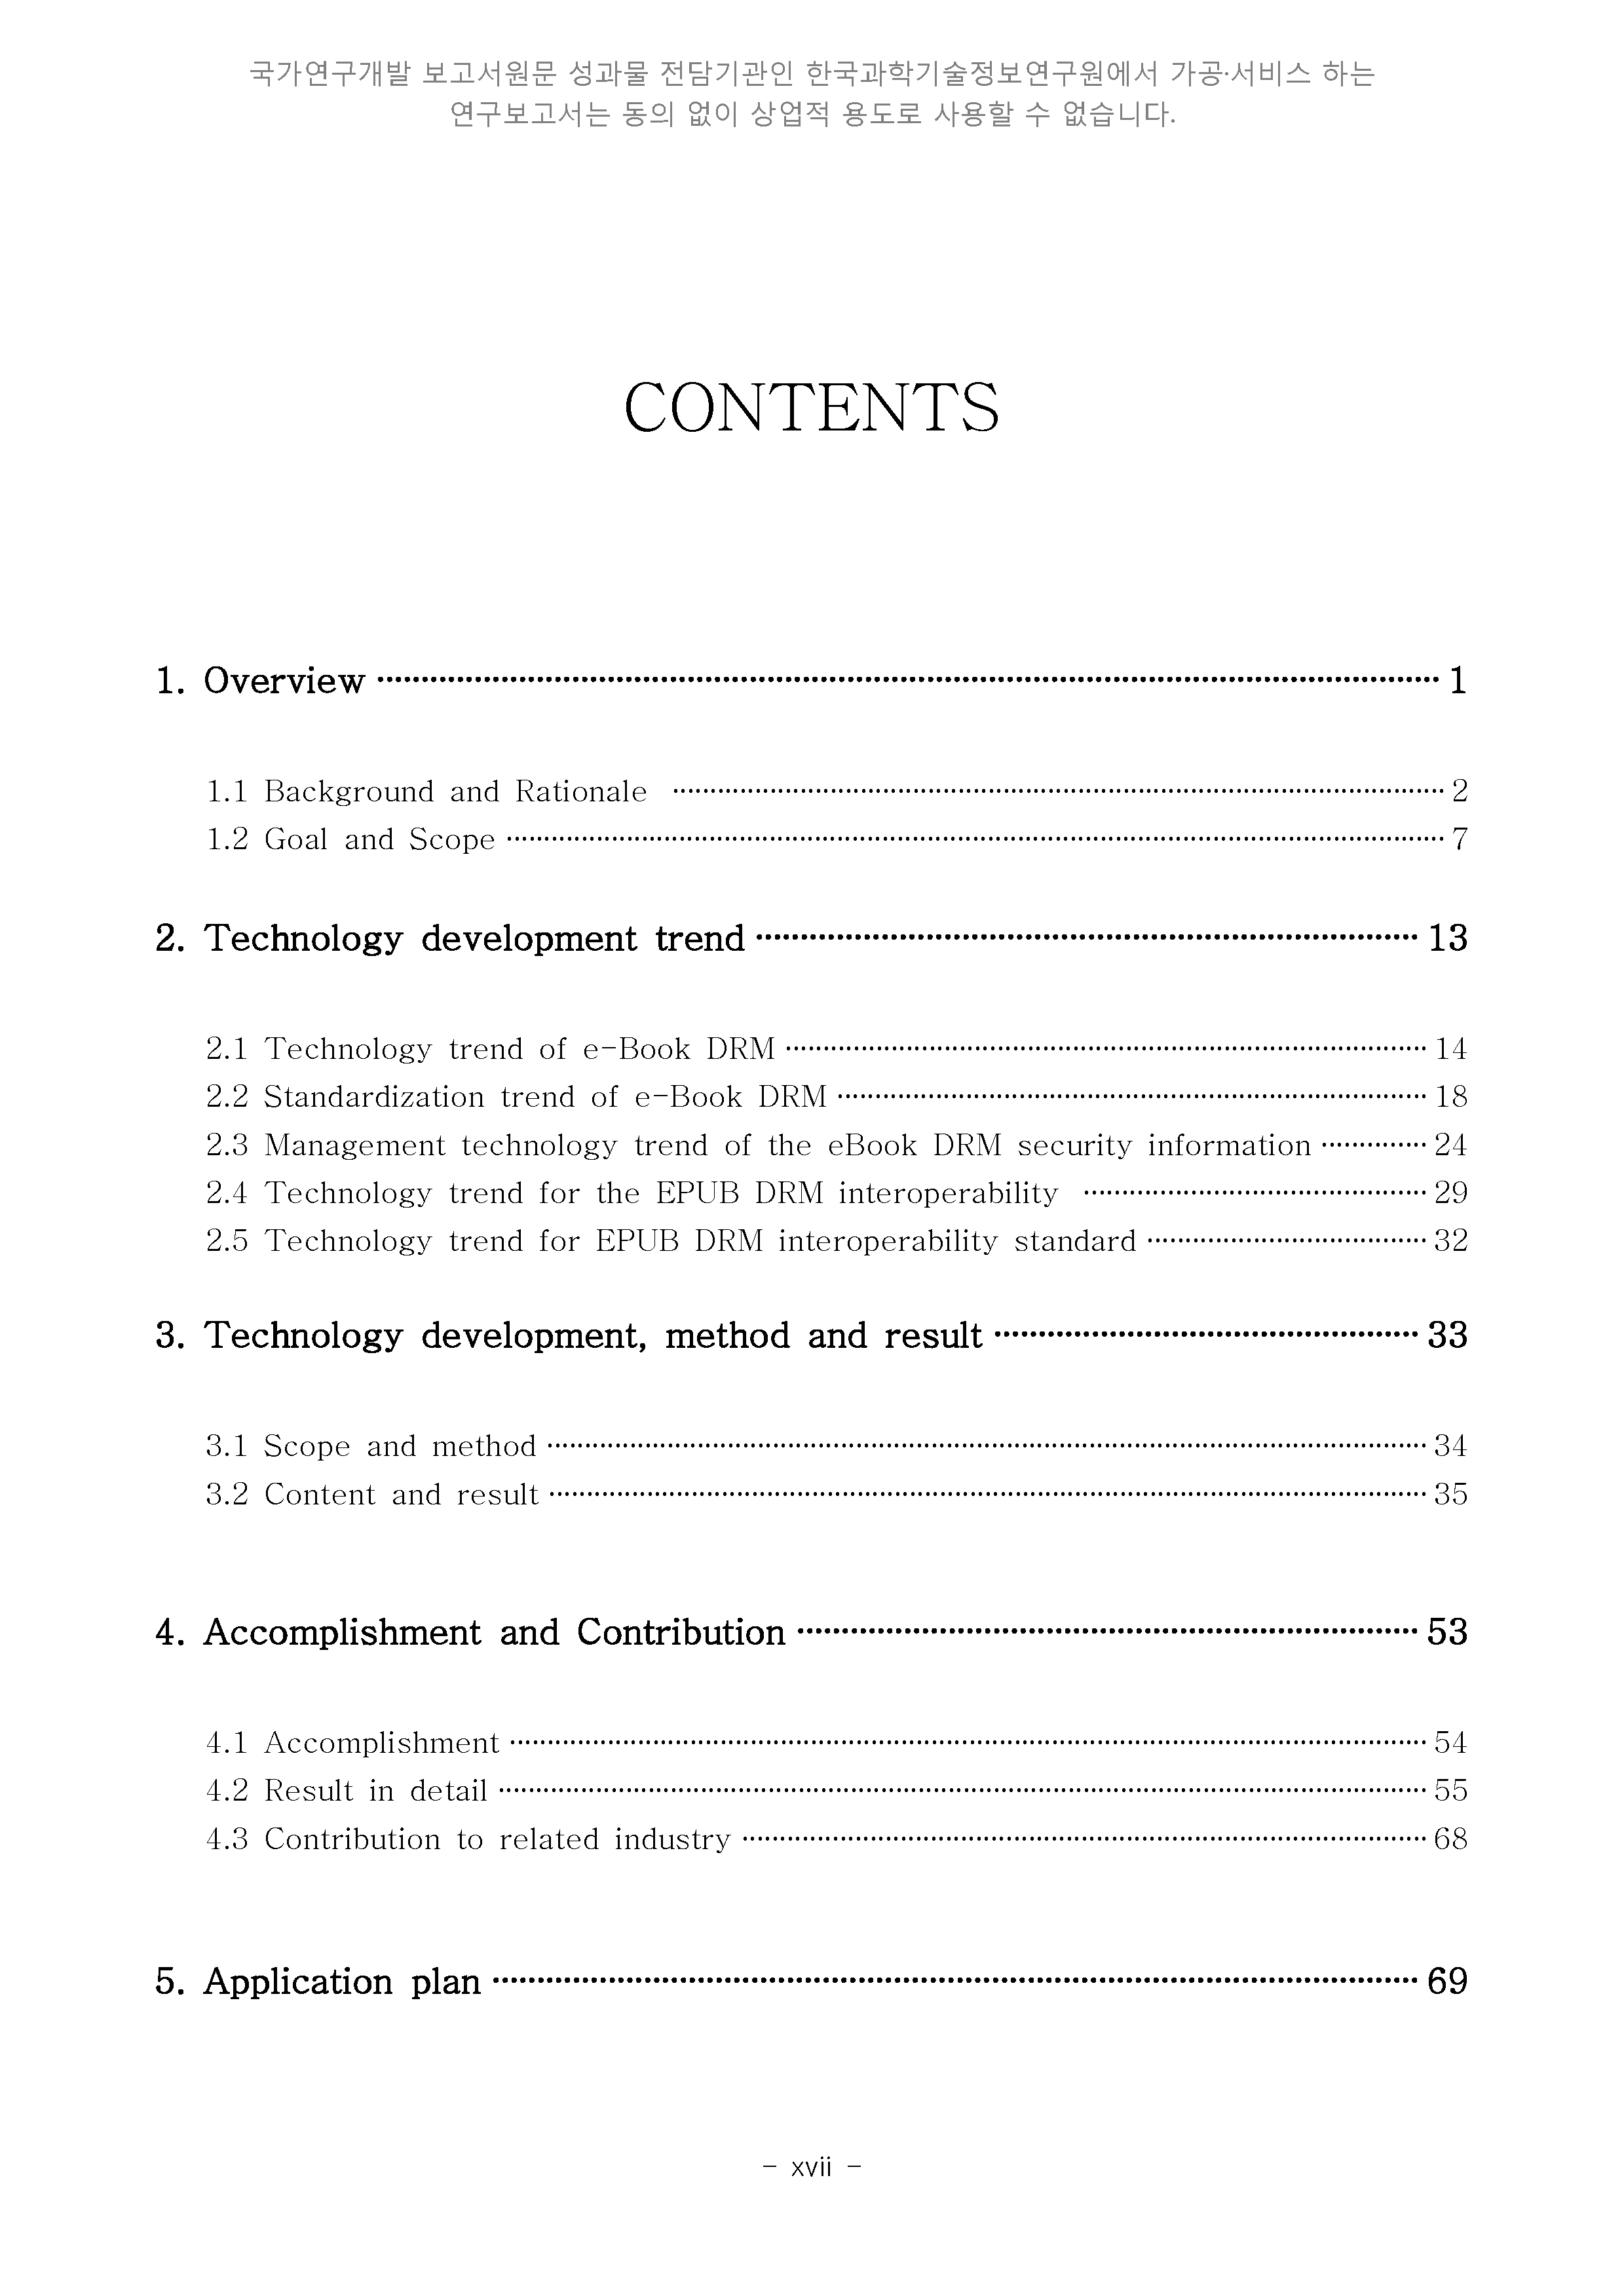 국가연구개발 보고서원문 성과물 전담기관인 한국과학기술정보연구원에서 가공·서비스 하는
연구보고서는 동의 없이 상업적 용도로 사용할 수 없습니다.
CONTENTS
1. Overview ········ 1
1.1 Background and Rationale ········ 2
1.2 Goal and Scope ········ 7
2. Technology development trend ········ 13
2.1 Technology trend of e-Book DRM ········ 14
2.2 Standardization trend of e-Book DRM ········ 18
2.3 Management technology trend of the eBook DRM security information ········ 24
2.4 Technology trend for the EPUB DRM interoperability ········ 29
2.5 Technology trend for EPUB DRM interoperability standard ········ 32
3. Technology development, method and result ········ 33
3.1 Scope and method ········ 34
3.2 Content and result ········ 35
4. Accomplishment and Contribution ········ 53
4.1 Accomplishment ········ 54
4.2 Result in detail ········ 55
4.3 Contribution to related industry ········ 68
5. Application plan ········ 69
- xvii -